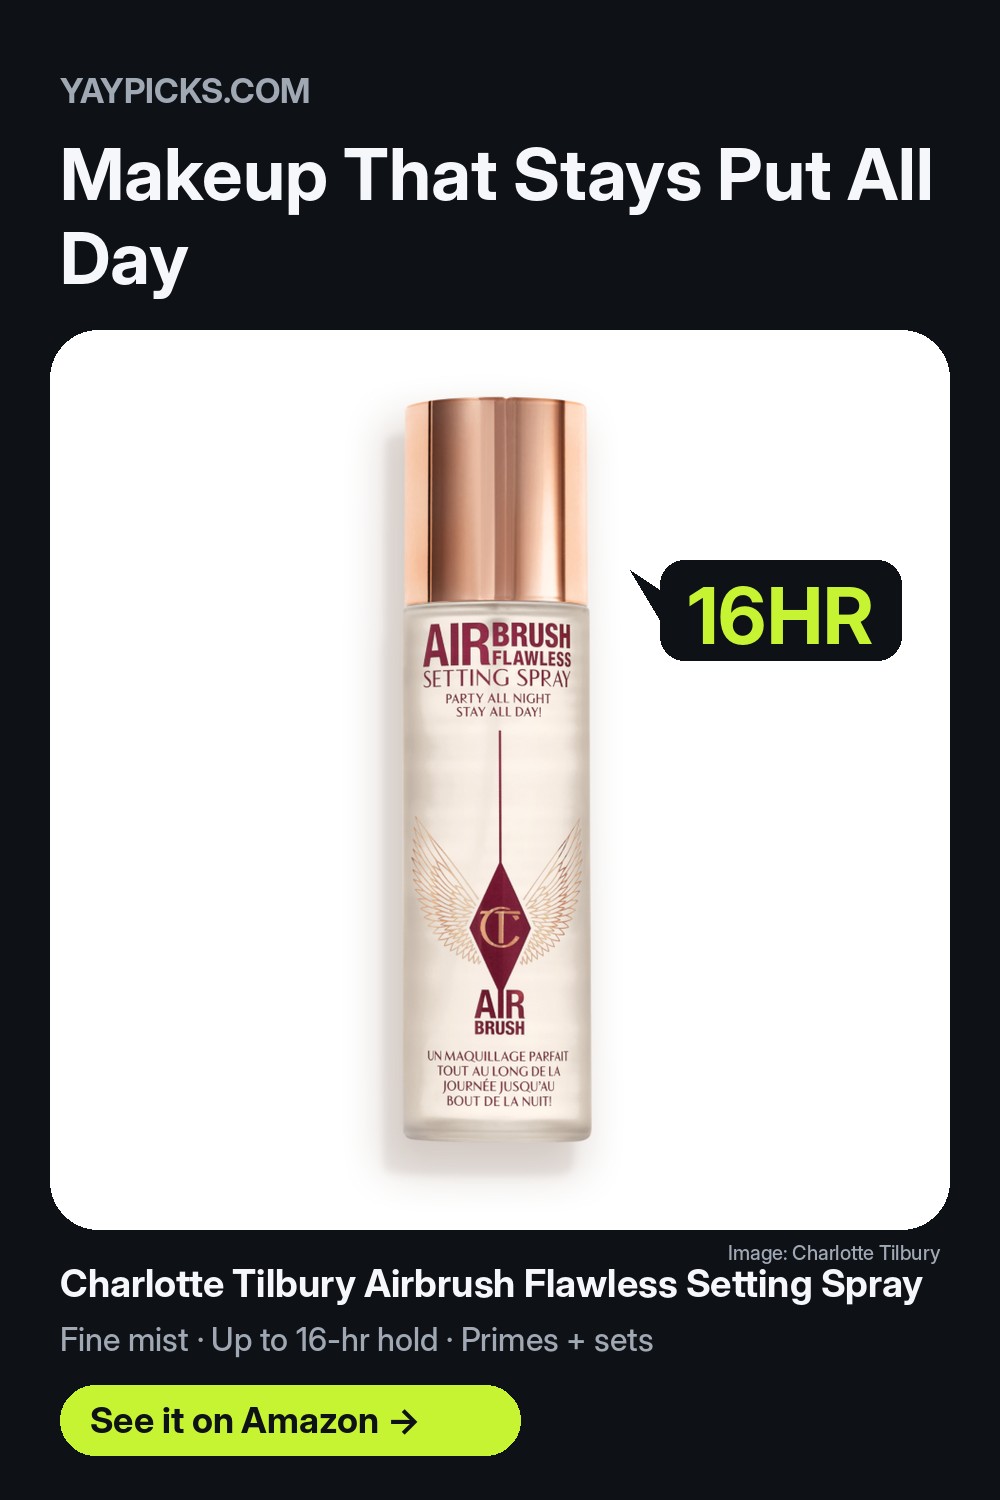 YAYPICKS.COM
Makeup That Stays Put All
Day
AIRBRUSH
FLAWLESS
SETTING SPRAY
PARTY ALL NIGHT
STAY ALL DAY!
16HR
CT
AIR
BRUSH
UN MAQUILLAGE PARFAIT
TOUT AU LONG DE LA
JOURNÉE JUSQU'AU
BOUT DE LA NUIT!
Image: Charlotte Tilbury
Charlotte Tilbury Airbrush Flawless Setting Spray
Fine mist · Up to 16-hr hold · Primes + sets
See it on Amazon →